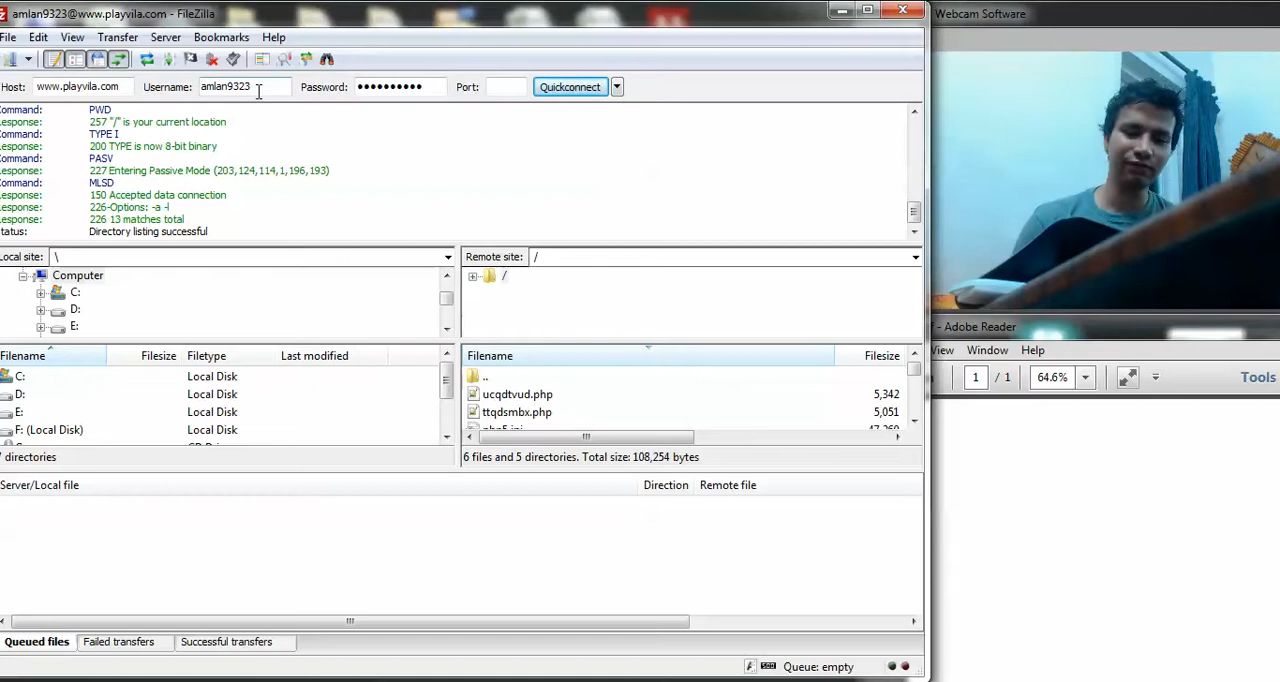 amlan9323@www.playvila.com - FileZilla
Webcam Software
File Edit View Transfer Server Bookmarks Help
Host: www.playvila.com Username: amlan9323 Password: ●●●●●●●●●● Port: Quickconnect
Command: PWD
Response: 257 "/" is your current location
Command: TYPE I
Response: 200 TYPE is now 8-bit binary
Command: PASV
Response: 227 Entering Passive Mode (203,124,114,1,196,193)
Command: MLSD
Response: 150 Accepted data connection
Response: 226-Options: -a -l
Response: 226 13 matches total
Status: Directory listing successful
Local site: \
Remote site: /
Computer
C:
D:
E:
/
f - Adobe Reader
View Window Help
1 / 1 64.6% Tools
Filename Filesize Filetype Last modified
C: Local Disk
D: Local Disk
E: Local Disk
F: (Local Disk) Local Disk
directories
Filename Filesize
..
ucqdtvud.php 5,342
ttqdsmbx.php 5,051
6 files and 5 directories. Total size: 108,254 bytes
Server/Local file Direction Remote file
Queued files Failed transfers Successful transfers
Queue: empty